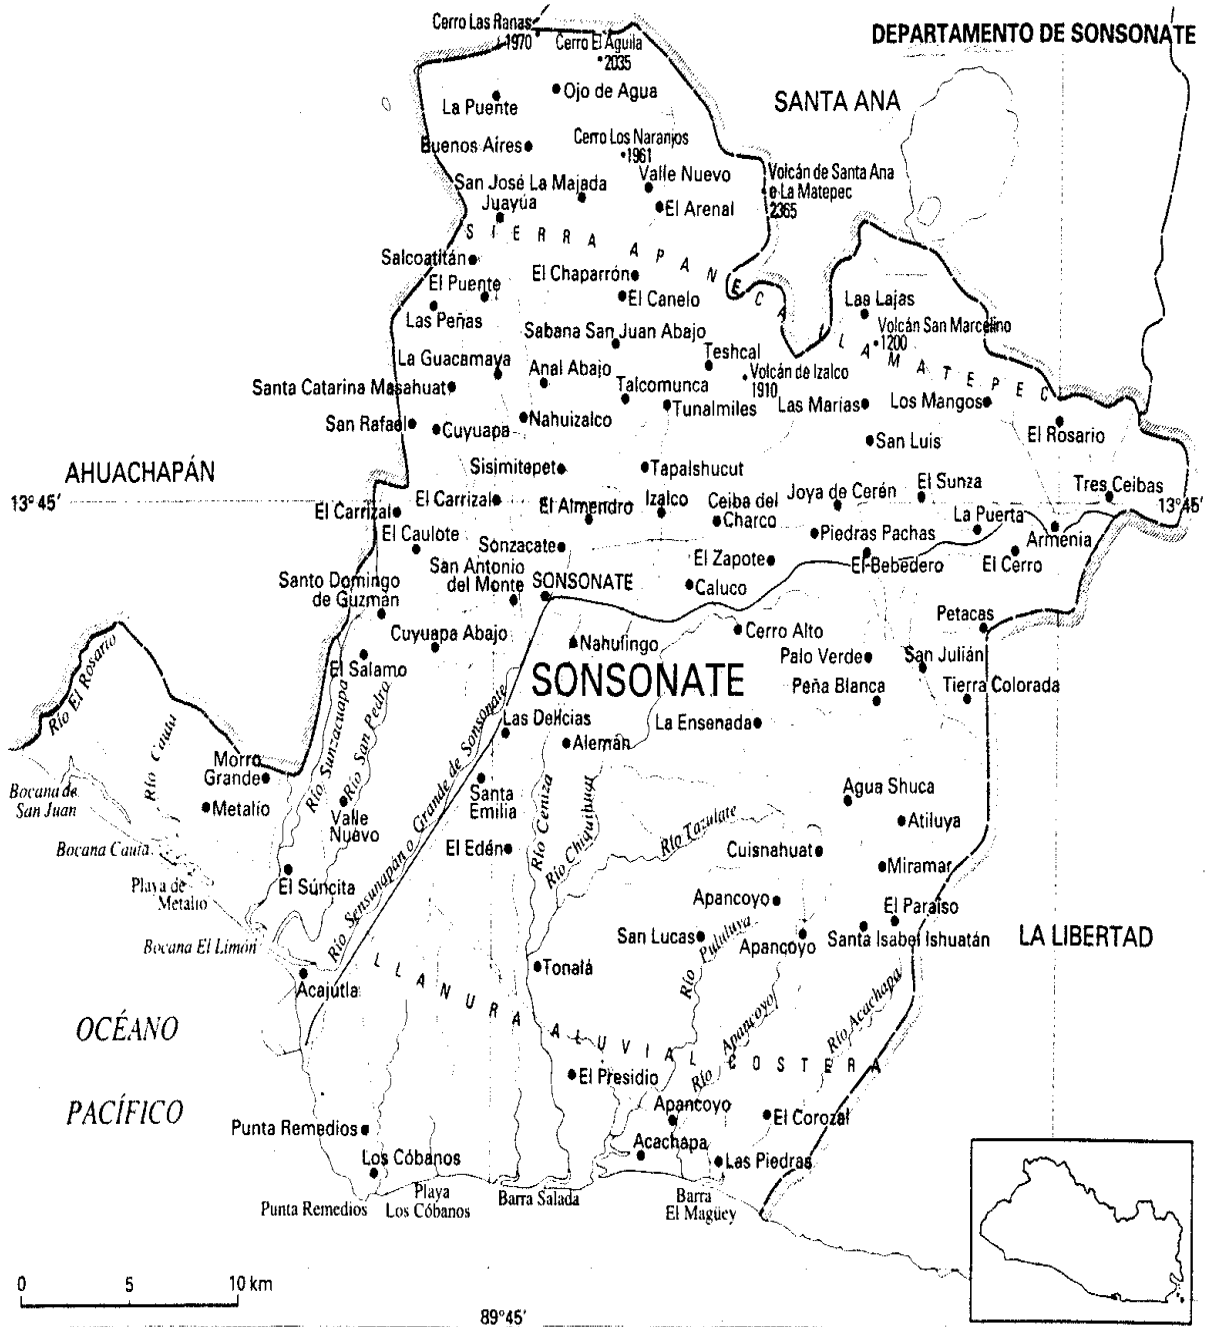 DEPARTAMENTO DE SONSONATE
Cerro Las Ranas
1970
Cerro El Aguila
2035
SANTA ANA
La Puente
Ojo de Agua
Buenos Aíres
Cerro Los Naranjos
1961
Valle Nuevo
Volcán de Santa Ana
o La Matepec
2365
San José La Majada
Juayúa
El Arenal
SIERRA APANECA
Salcoatitán
El Puente
El Chaparrón
El Canelo
Las Peñas
Las Lajas
Sabana San Juan Abajo
Volcán San Marcelino
1200
ILAMATEPEC
La Guacamaya
Anal Abajo
Teshcal
Volcán de Izalco
1910
Santa Catarina Masahuat
Talcomunca
Tunalmiles
Las Marías
Los Mangos
San Rafael
Cuyuapa
Nahuizalco
San Luis
El Rosario
AHUACHAPÁN
Sisimitepet
Tapalshucut
El Sunza
Tres Ceibas
13°45'
13°45'
El Carrizal
El Carrizal
El Almendro
Izalco
Ceiba del
Charco
Joya de Cerén
La Puerta
Armenia
El Caulote
Sonzacate
Piedras Pachas
El Zapote
El Bebedero
El Cerro
San Antonio
del Monte
SONSONATE
Caluco
Santo Domingo
de Guzmán
Petacas
Cuyuapa Abajo
Nahulingo
Cerro Alto
El Salamo
Palo Verde
San Julián
SONSONATE
Peña Blanca
Tierra Colorada
Río El Rosario
Río Cauta
Río Sunzacuapa
Río San Pedro
Río Sensunapán o Grande de Sonsonate
Las Delicias
Alemán
La Ensenada
Morro
Grande
Metalío
Bocana de
San Juan
Valle
Nuevo
Santa
Emilia
Río Ceniza
Río Chiquihuat
Agua Shuca
Atiluya
Río Tazulate
Bocana Cauta
El Edén
Cuisnahuat
Miramar
Playa de
Metalío
El Súncita
Apancoyo
El Paraíso
Bocana El Limón
San Lucas
Río Pululuya
Apancoyo
Santa Isabel Ishuatán
LA LIBERTAD
Acajutla
Tonalá
LLANURA ALUVIAL COSTERA
Río Apancoyo
Río Acachapa
OCÉANO
PACÍFICO
El Presidio
Apancoyo
El Corozal
Punta Remedios
Los Cóbanos
Acachapa
Las Piedras
Punta Remedios
Playa
Los Cóbanos
Barra Salada
Barra
El Magüey
0 5 10 km
89°45'